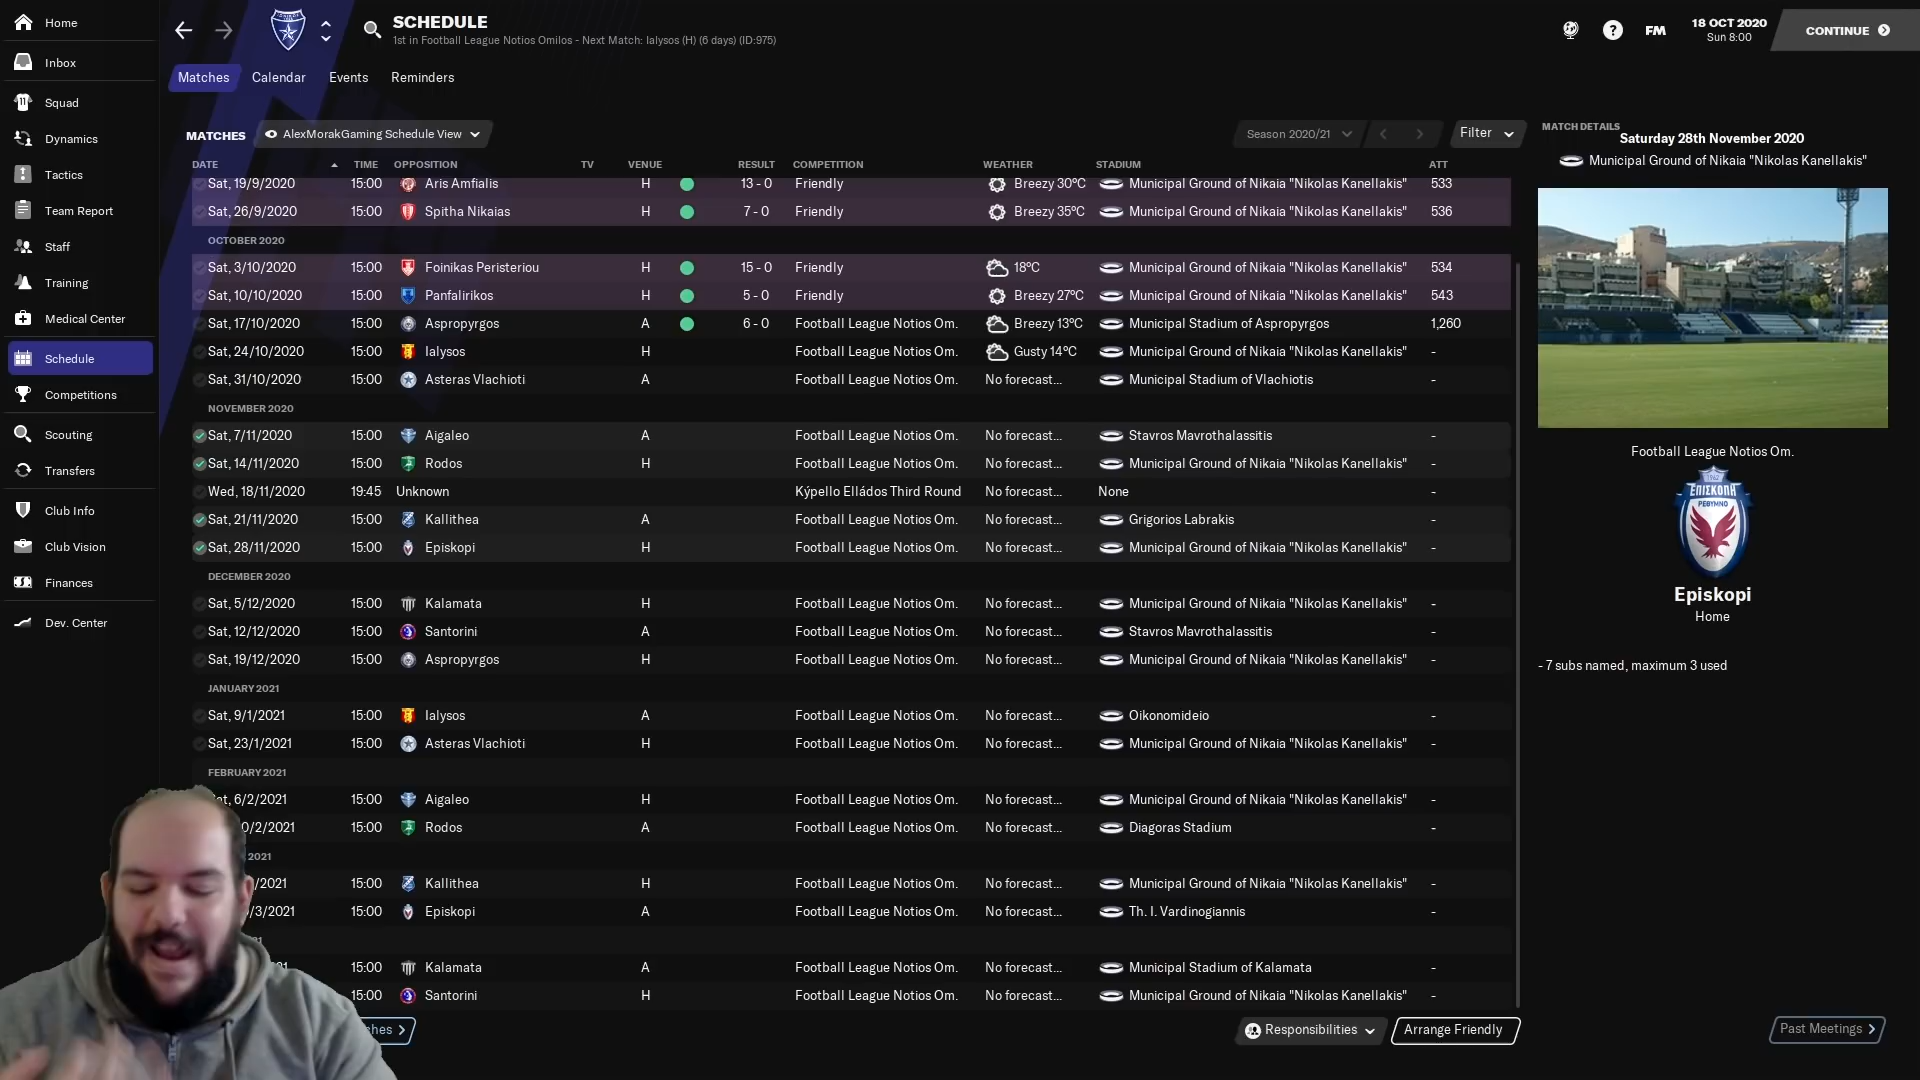 Home
SCHEDULE
1st in Football League Notios Omilos - Next Match: Ialysos (H) (6 days) (ID:975)
FM
18 OCT 2020
Sun 8:00
CONTINUE
Inbox
Matches Calendar Events Reminders
Squad
Dynamics
Tactics
Team Report
Staff
Training
Medical Center
Schedule
Competitions
Scouting
Transfers
Club Info
Club Vision
Finances
Dev. Center
MATCHES AlexMorakGaming Schedule View Season 2020/21 Filter
DATE TIME OPPOSITION TV VENUE RESULT COMPETITION WEATHER STADIUM ATT
Sat, 19/9/2020 15:00 Aris Amfialis H 13 - 0 Friendly Breezy 30ºC Municipal Ground of Nikaia "Nikolas Kanellakis" 533
Sat, 26/9/2020 15:00 Spitha Nikaias H 7 - 0 Friendly Breezy 35ºC Municipal Ground of Nikaia "Nikolas Kanellakis" 536
OCTOBER 2020
Sat, 3/10/2020 15:00 Foinikas Peristeriou H 15 - 0 Friendly 18ºC Municipal Ground of Nikaia "Nikolas Kanellakis" 534
Sat, 10/10/2020 15:00 Panfalirikos H 5 - 0 Friendly Breezy 27ºC Municipal Ground of Nikaia "Nikolas Kanellakis" 543
Sat, 17/10/2020 15:00 Aspropyrgos A 6 - 0 Football League Notios Om. Breezy 13ºC Municipal Stadium of Aspropyrgos 1,260
Sat, 24/10/2020 15:00 Ialysos H Football League Notios Om. Gusty 14ºC Municipal Ground of Nikaia "Nikolas Kanellakis" -
Sat, 31/10/2020 15:00 Asteras Vlachioti A Football League Notios Om. No forecast... Municipal Stadium of Vlachiotis -
NOVEMBER 2020
Sat, 7/11/2020 15:00 Aigaleo A Football League Notios Om. No forecast... Stavros Mavrothalassitis -
Sat, 14/11/2020 15:00 Rodos H Football League Notios Om. No forecast... Municipal Ground of Nikaia "Nikolas Kanellakis" -
Wed, 18/11/2020 19:45 Unknown Kýpello Elládos Third Round No forecast... None -
Sat, 21/11/2020 15:00 Kallithea A Football League Notios Om. No forecast... Grigorios Labrakis -
Sat, 28/11/2020 15:00 Episkopi H Football League Notios Om. No forecast... Municipal Ground of Nikaia "Nikolas Kanellakis" -
DECEMBER 2020
Sat, 5/12/2020 15:00 Kalamata H Football League Notios Om. No forecast... Municipal Ground of Nikaia "Nikolas Kanellakis" -
Sat, 12/12/2020 15:00 Santorini A Football League Notios Om. No forecast... Stavros Mavrothalassitis -
Sat, 19/12/2020 15:00 Aspropyrgos H Football League Notios Om. No forecast... Municipal Ground of Nikaia "Nikolas Kanellakis" -
JANUARY 2021
Sat, 9/1/2021 15:00 Ialysos A Football League Notios Om. No forecast... Oikonomideio -
Sat, 23/1/2021 15:00 Asteras Vlachioti H Football League Notios Om. No forecast... Municipal Ground of Nikaia "Nikolas Kanellakis" -
FEBRUARY 2021
at, 6/2/2021 15:00 Aigaleo H Football League Notios Om. No forecast... Municipal Ground of Nikaia "Nikolas Kanellakis" -
0/2/2021 15:00 Rodos A Football League Notios Om. No forecast... Diagoras Stadium -
2021
/2021 15:00 Kallithea H Football League Notios Om. No forecast... Municipal Ground of Nikaia "Nikolas Kanellakis" -
/3/2021 15:00 Episkopi A Football League Notios Om. No forecast... Th. I. Vardinogiannis -
15:00 Kalamata A Football League Notios Om. No forecast... Municipal Stadium of Kalamata -
15:00 Santorini H Football League Notios Om. No forecast... Municipal Ground of Nikaia "Nikolas Kanellakis" -
ches Responsibilities Arrange Friendly
MATCH DETAILS
Saturday 28th November 2020
Municipal Ground of Nikaia "Nikolas Kanellakis"
Football League Notios Om.
ΕΠΙΣΚΟΠΗ
ΡΕΘΥΜΝΟ
Episkopi
Home
- 7 subs named, maximum 3 used
Past Meetings